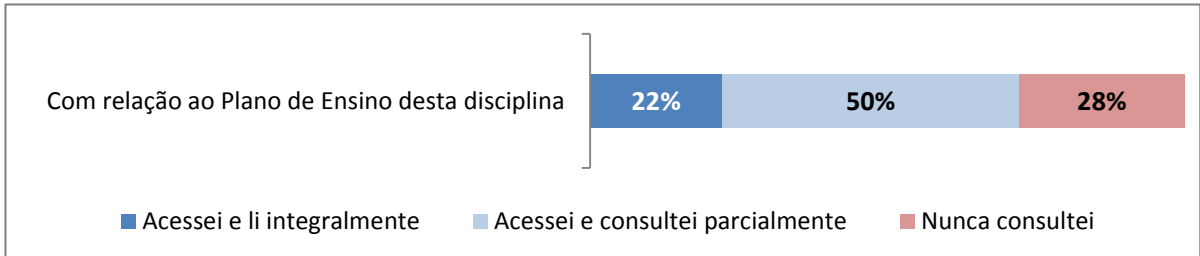 Com relação ao Plano de Ensino desta disciplina 22% 50% 28%
Acessei e li integralmente Acessei e consultei parcialmente Nunca consultei